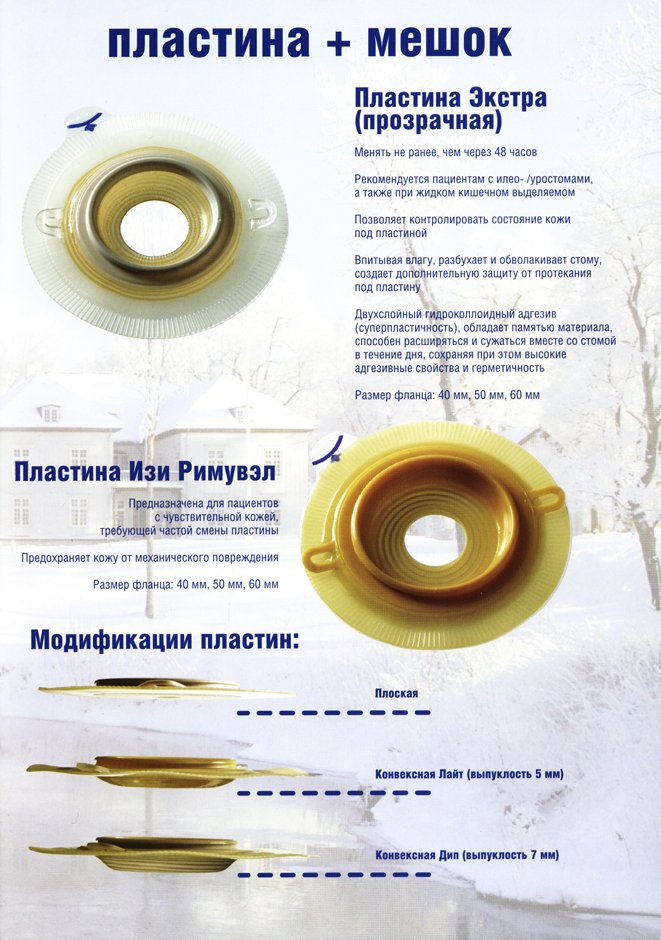 пластина + мешок
Пластина Экстра
(прозрачная)
Менять не ранее, чем через 48 часов
Рекомендуется пациентам с илео- /уростомами,
а также при жидком кишечном выделяемом
Позволяет контролировать состояние кожи
под пластиной
Впитывая влагу, разбухает и обволакивает стому,
создает дополнительную защиту от протекания
под пластину
Двухслойный гидроколлоидный адгезив
(суперпластичность), обладает памятью материала,
способен расширяться и сужаться вместе со стомой
в течение дня, сохраняя при этом высокие
адгезивные свойства и герметичность
Размер фланца: 40 мм, 50 мм, 60 мм
Пластина Изи Римувэл
Предназначена для пациентов
с чувствительной кожей,
требующей частой смены пластины
Предохраняет кожу от механического повреждения
Размер фланца: 40 мм, 50 мм, 60 мм
Модификации пластин:
Плоская
Конвексная Лайт (выпуклость 5 мм)
Конвексная Дип (выпуклость 7 мм)